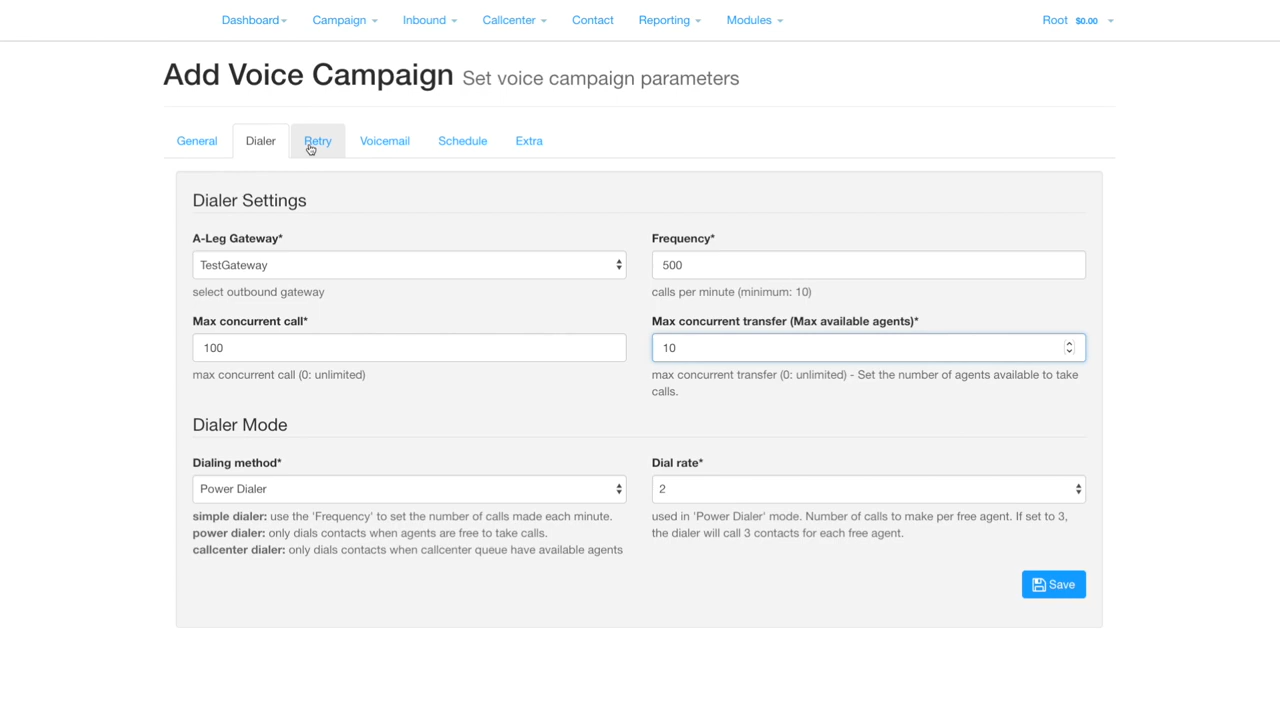 Dashboard Campaign Inbound Callcenter Contact Reporting Modules Root $0.00
Add Voice Campaign Set voice campaign parameters
General Dialer Retry Voicemail Schedule Extra
Dialer Settings
A-Leg Gateway* Frequency*
TestGateway 500
select outbound gateway calls per minute (minimum: 10)
Max concurrent call* Max concurrent transfer (Max available agents)*
100 10
max concurrent call (0: unlimited) max concurrent transfer (0: unlimited) - Set the number of agents available to take
calls.
Dialer Mode
Dialing method* Dial rate*
Power Dialer 2
simple dialer: use the 'Frequency' to set the number of calls made each minute. used in 'Power Dialer' mode. Number of calls to make per free agent. If set to 3,
power dialer: only dials contacts when agents are free to take calls. the dialer will call 3 contacts for each free agent.
callcenter dialer: only dials contacts when callcenter queue have available agents
Save